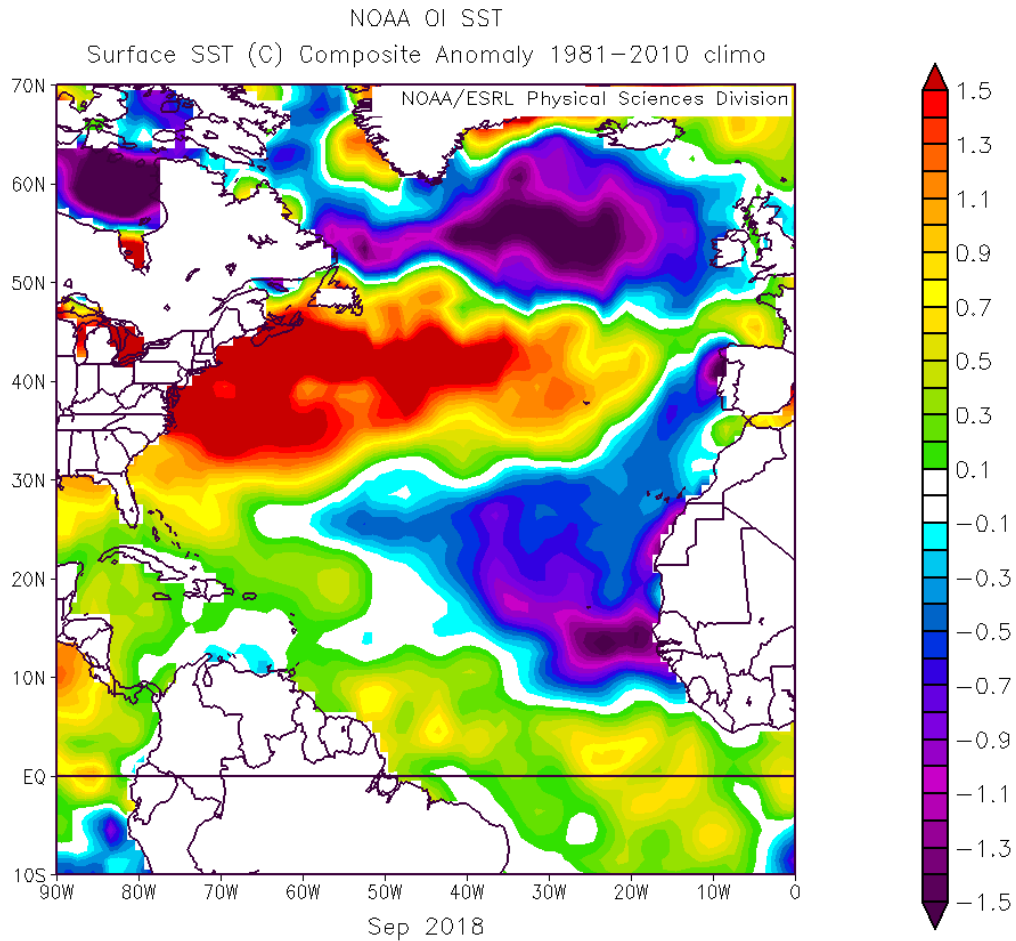 NOAA OI SST
Surface SST (C) Composite Anomaly 1981-2010 clima
NOAA/ESRL Physical Sciences Division
70N
60N
50N
40N
30N
20N
10N
EQ
10S
90W 80W 70W 60W 50W 40W 30W 20W 10W 0
Sep 2018
1.5
1.3
1.1
0.9
0.7
0.5
0.3
0.1
-0.1
-0.3
-0.5
-0.7
-0.9
-1.1
-1.3
-1.5